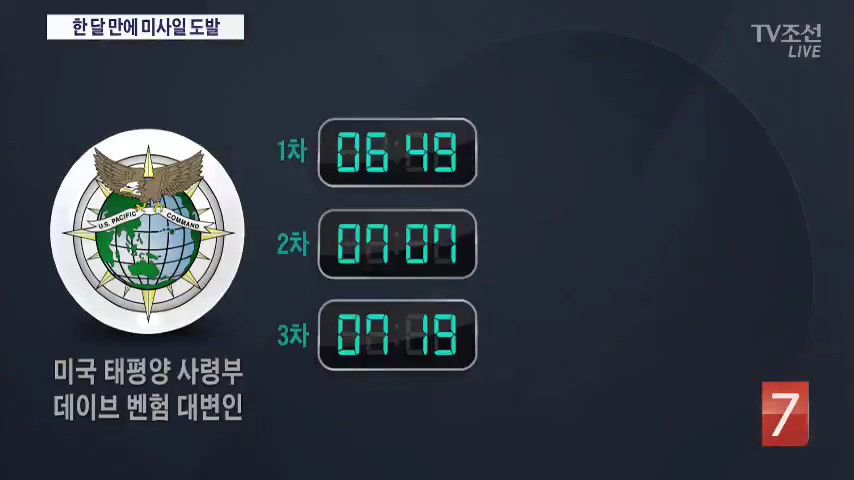 한 달 만에 미사일 도발
TV조선
LIVE
U.S. PACIFIC COMMAND
1차 06:49
2차 07:07
3차 07:19
미국 태평양 사령부
데이브 벤험 대변인
7